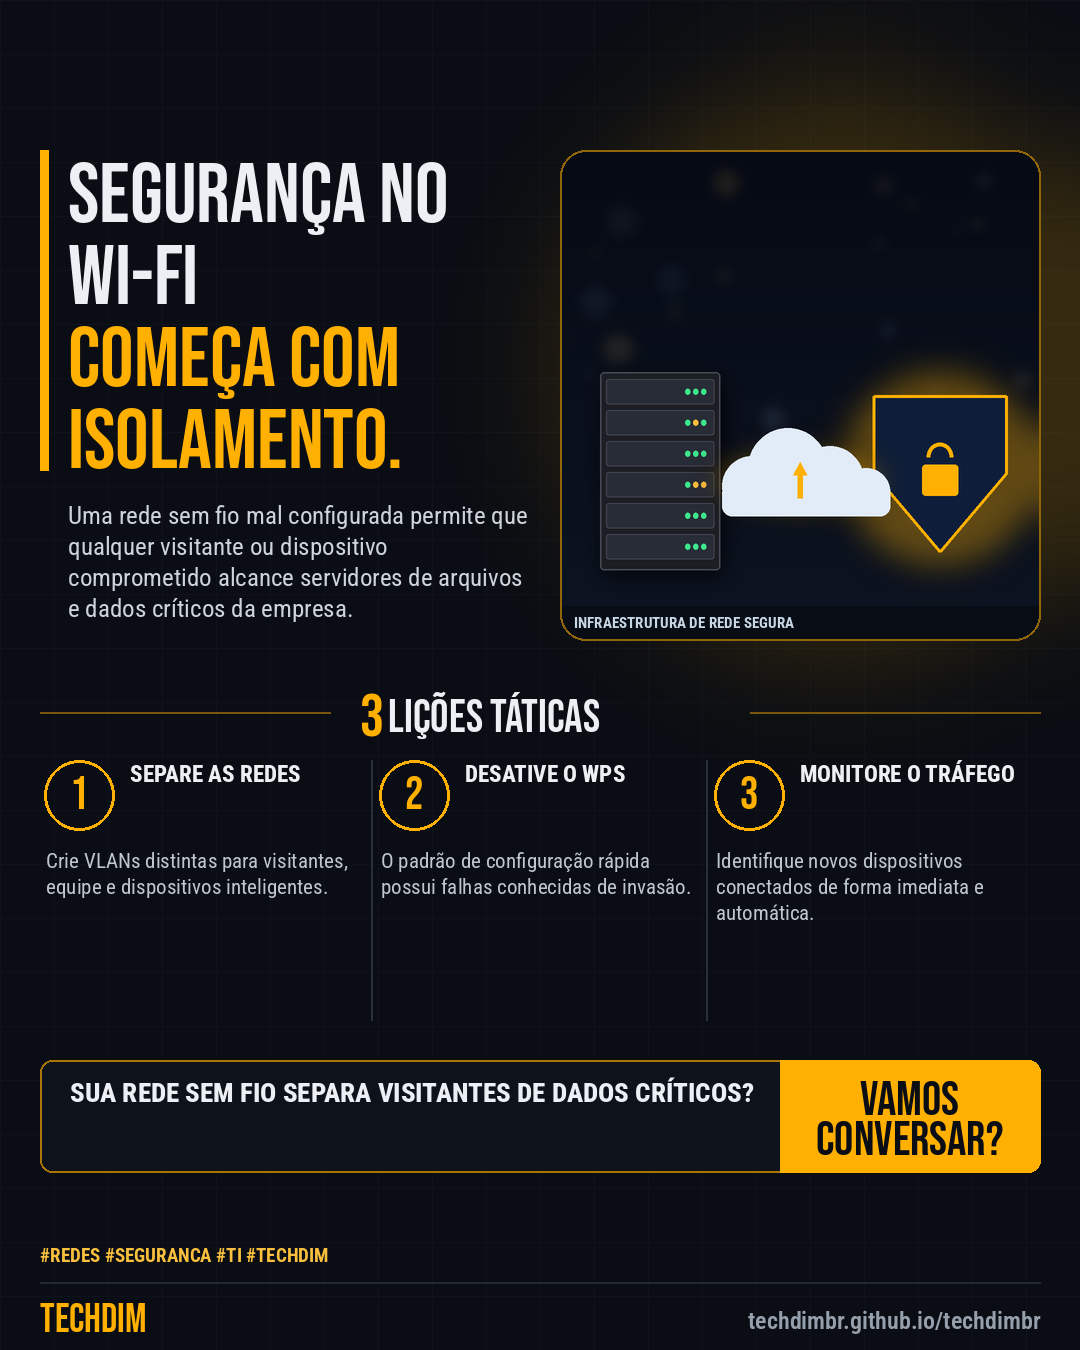 SEGURANÇA NO
WI-FI
COMEÇA COM
ISOLAMENTO.
Uma rede sem fio mal configurada permite que
qualquer visitante ou dispositivo
comprometido alcance servidores de arquivos
e dados críticos da empresa.
INFRAESTRUTURA DE REDE SEGURA
3 LIÇÕES TÁTICAS
1
SEPARE AS REDES
Crie VLANs distintas para visitantes,
equipe e dispositivos inteligentes.
2
DESATIVE O WPS
O padrão de configuração rápida
possui falhas conhecidas de invasão.
3
MONITORE O TRÁFEGO
Identifique novos dispositivos
conectados de forma imediata e
automática.
SUA REDE SEM FIO SEPARA VISITANTES DE DADOS CRÍTICOS?
VAMOS
CONVERSAR?
#REDES #SEGURANCA #TI #TECHDIM
TECHDIM
techdimbr.github.io/techdimbr